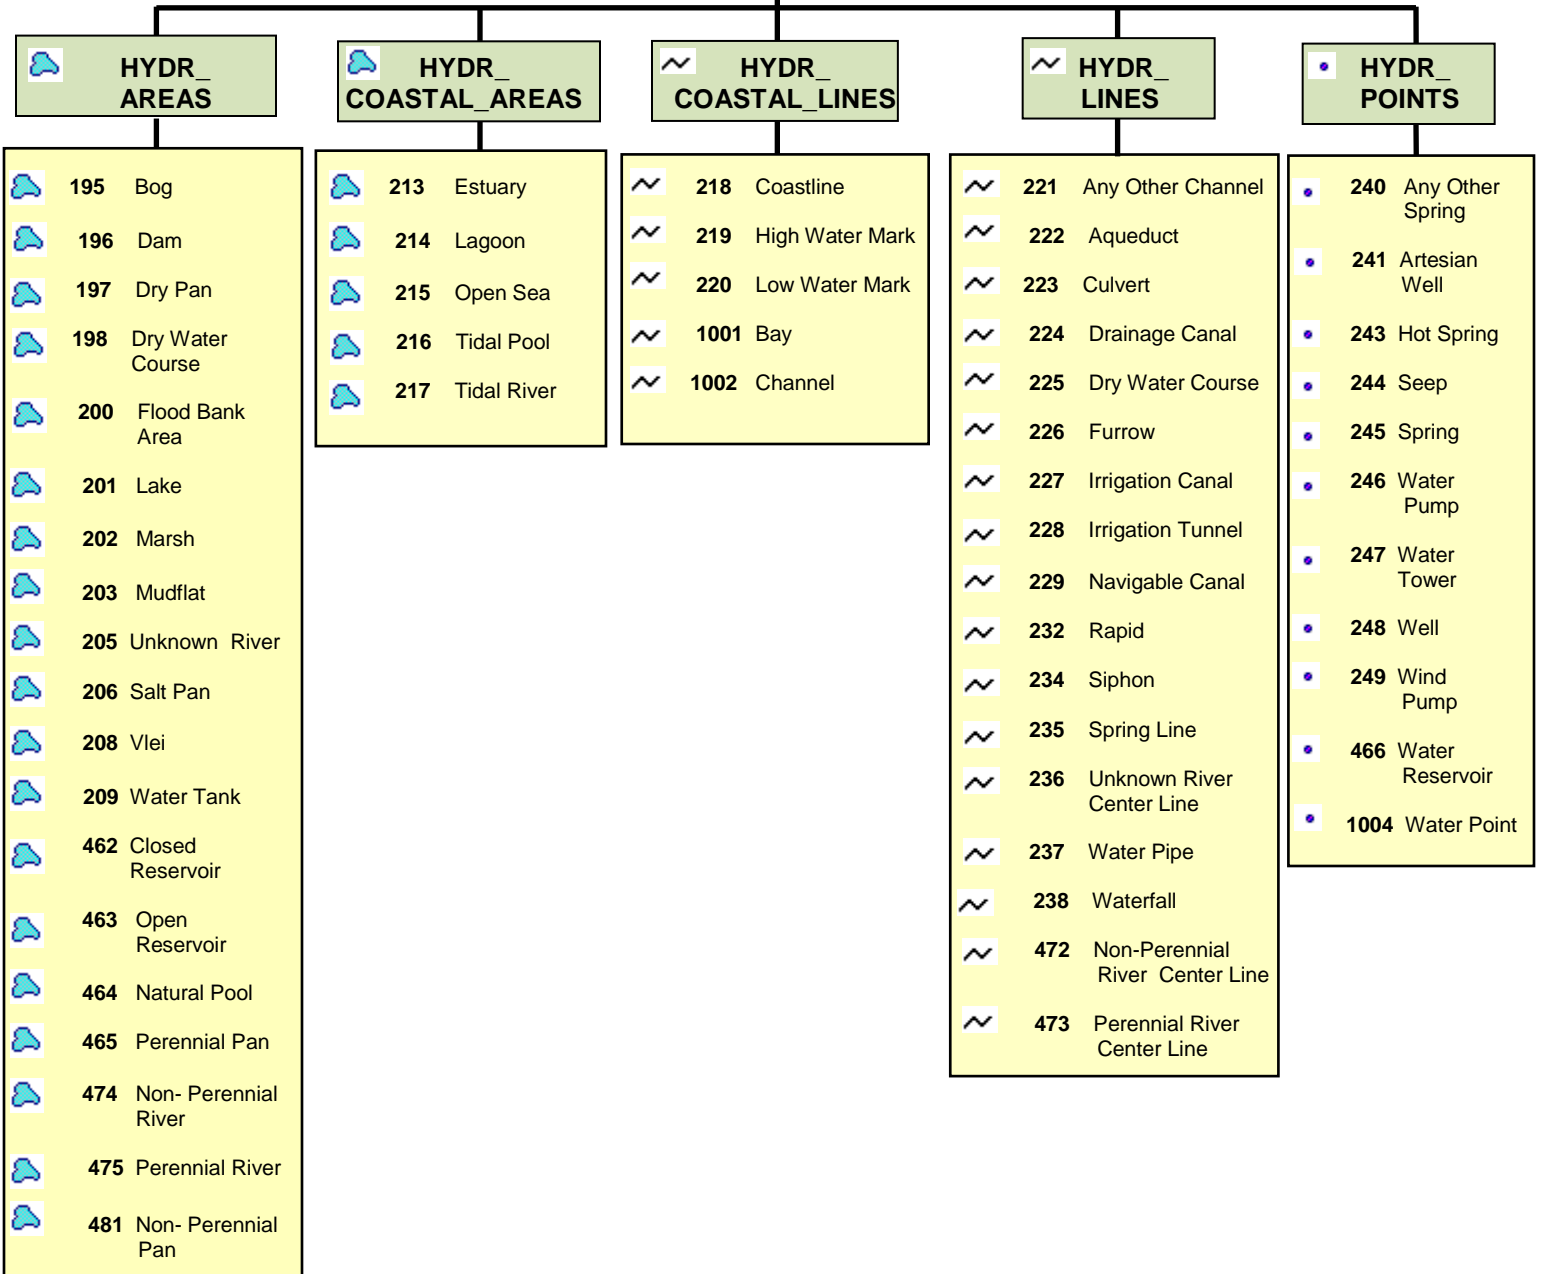 HYDR_
AREAS
195 Bog
196 Dam
197 Dry Pan
198 Dry Water
Course
200 Flood Bank
Area
201 Lake
202 Marsh
203 Mudflat
205 Unknown River
206 Salt Pan
208 Vlei
209 Water Tank
462 Closed
Reservoir
463 Open
Reservoir
464 Natural Pool
465 Perennial Pan
474 Non- Perennial
River
475 Perennial River
481 Non- Perennial
Pan
HYDR_
COASTAL_AREAS
213 Estuary
214 Lagoon
215 Open Sea
216 Tidal Pool
217 Tidal River
HYDR_
COASTAL_LINES
218 Coastline
219 High Water Mark
220 Low Water Mark
1001 Bay
1002 Channel
HYDR_
LINES
221 Any Other Channel
222 Aqueduct
223 Culvert
224 Drainage Canal
225 Dry Water Course
226 Furrow
227 Irrigation Canal
228 Irrigation Tunnel
229 Navigable Canal
232 Rapid
234 Siphon
235 Spring Line
236 Unknown River
Center Line
237 Water Pipe
238 Waterfall
472 Non-Perennial
River Center Line
473 Perennial River
Center Line
HYDR_
POINTS
240 Any Other
Spring
241 Artesian
Well
243 Hot Spring
244 Seep
245 Spring
246 Water
Pump
247 Water
Tower
248 Well
249 Wind
Pump
466 Water
Reservoir
1004 Water Point